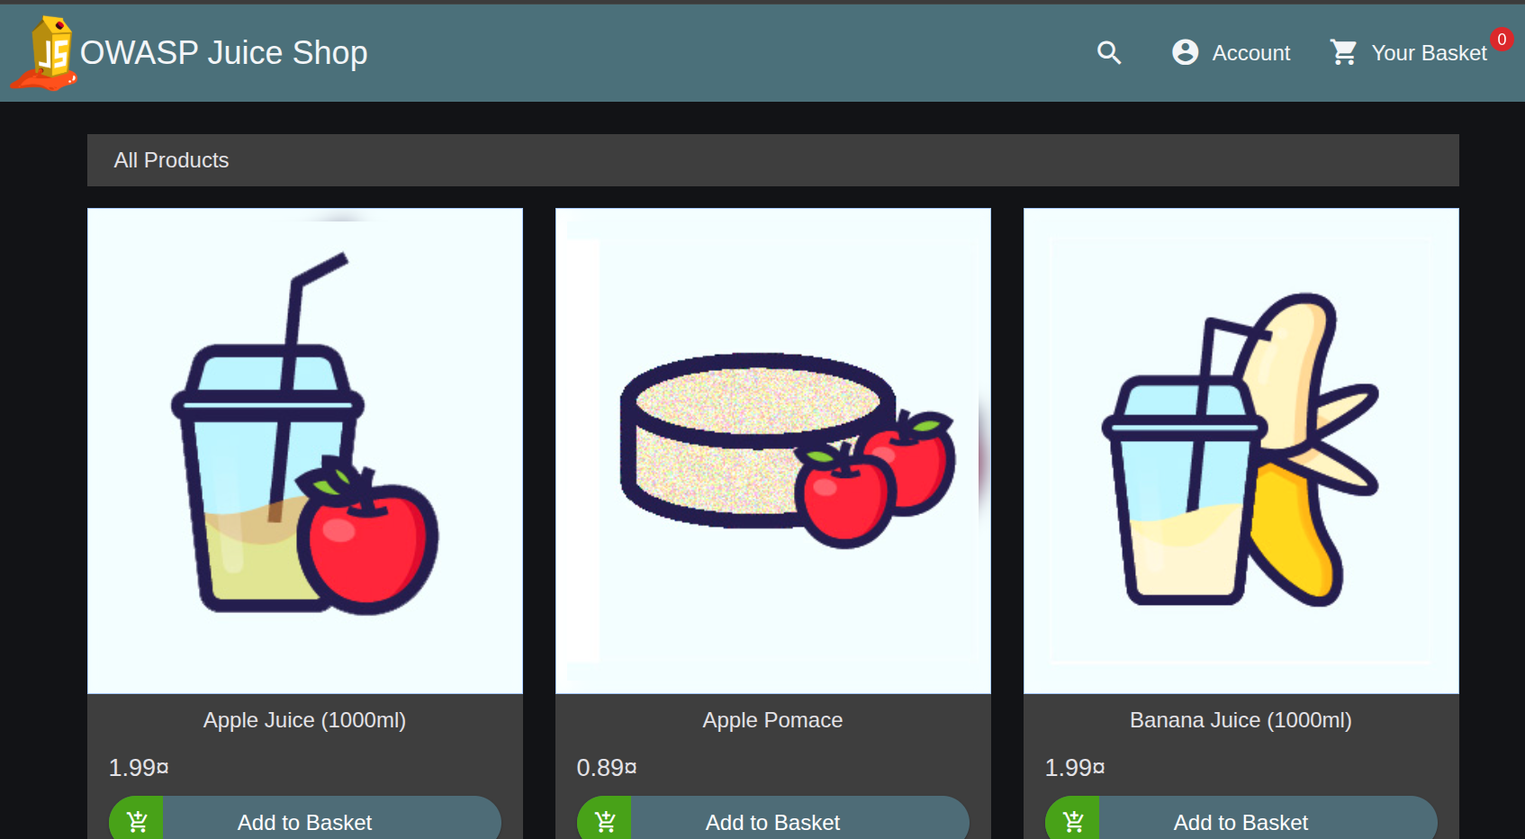 JS
OWASP Juice Shop
Account
Your Basket
0
All Products
Apple Juice (1000ml)
Apple Pomace
Banana Juice (1000ml)
1.99¤
0.89¤
1.99¤
Add to Basket
Add to Basket
Add to Basket